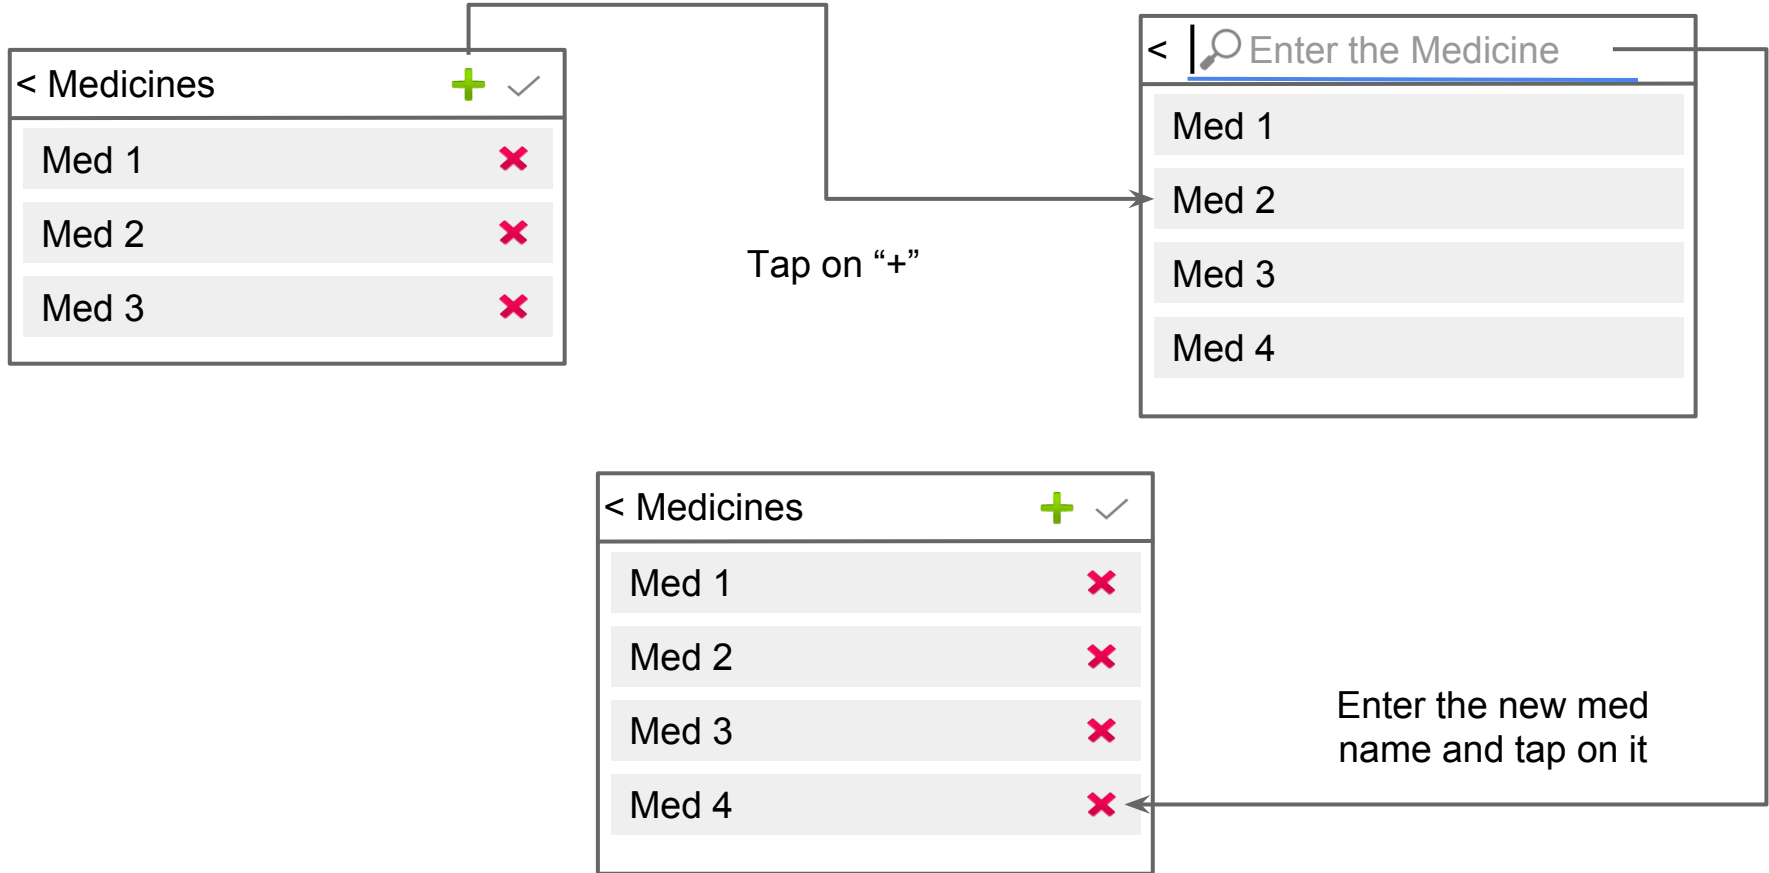 < Medicines
Med 1
Med 2
Med 3
Tap on “+”
< Enter the Medicine
Med 1
Med 2
Med 3
Med 4
< Medicines
Med 1
Med 2
Med 3
Med 4
Enter the new med
name and tap on it